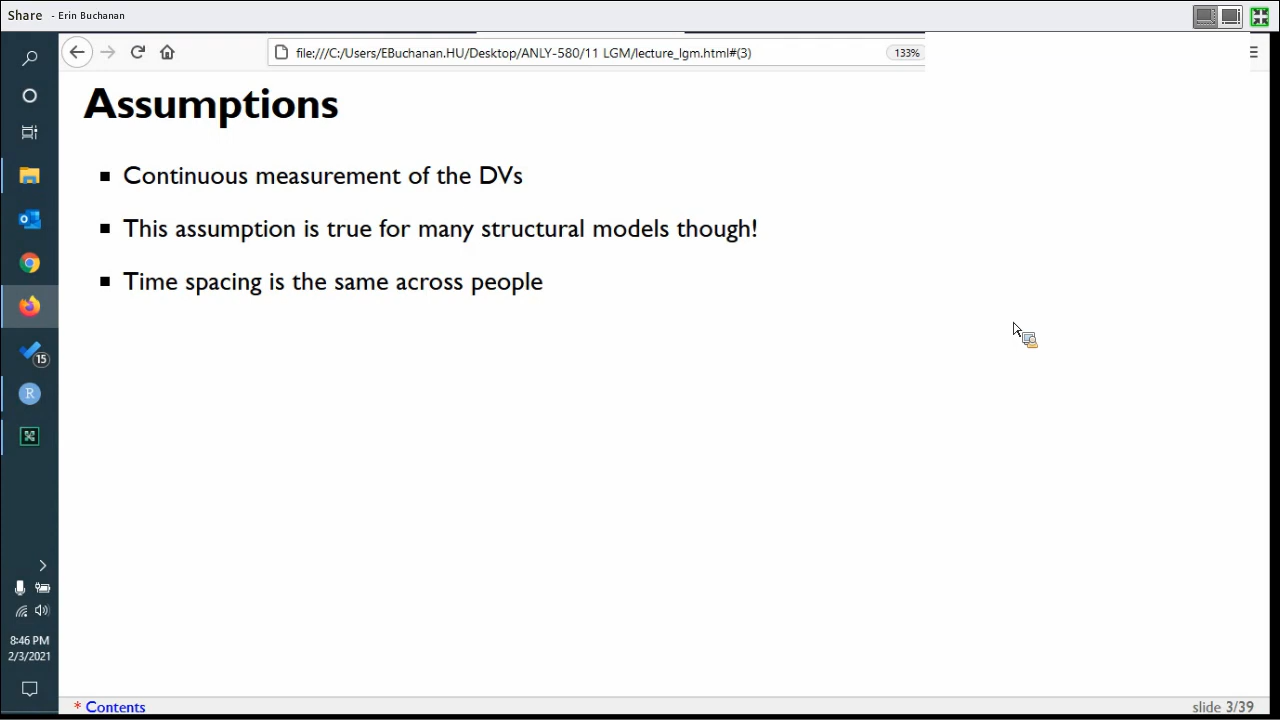 Share - Erin Buchanan
file:///C:/Users/EBuchanan.HU/Desktop/ANLY-580/11 LGM/lecture_lgm.html#(3)
133%
Assumptions
Continuous measurement of the DVs
This assumption is true for many structural models though!
Time spacing is the same across people
15
R
8:46 PM
2/3/2021
* Contents
slide 3/39